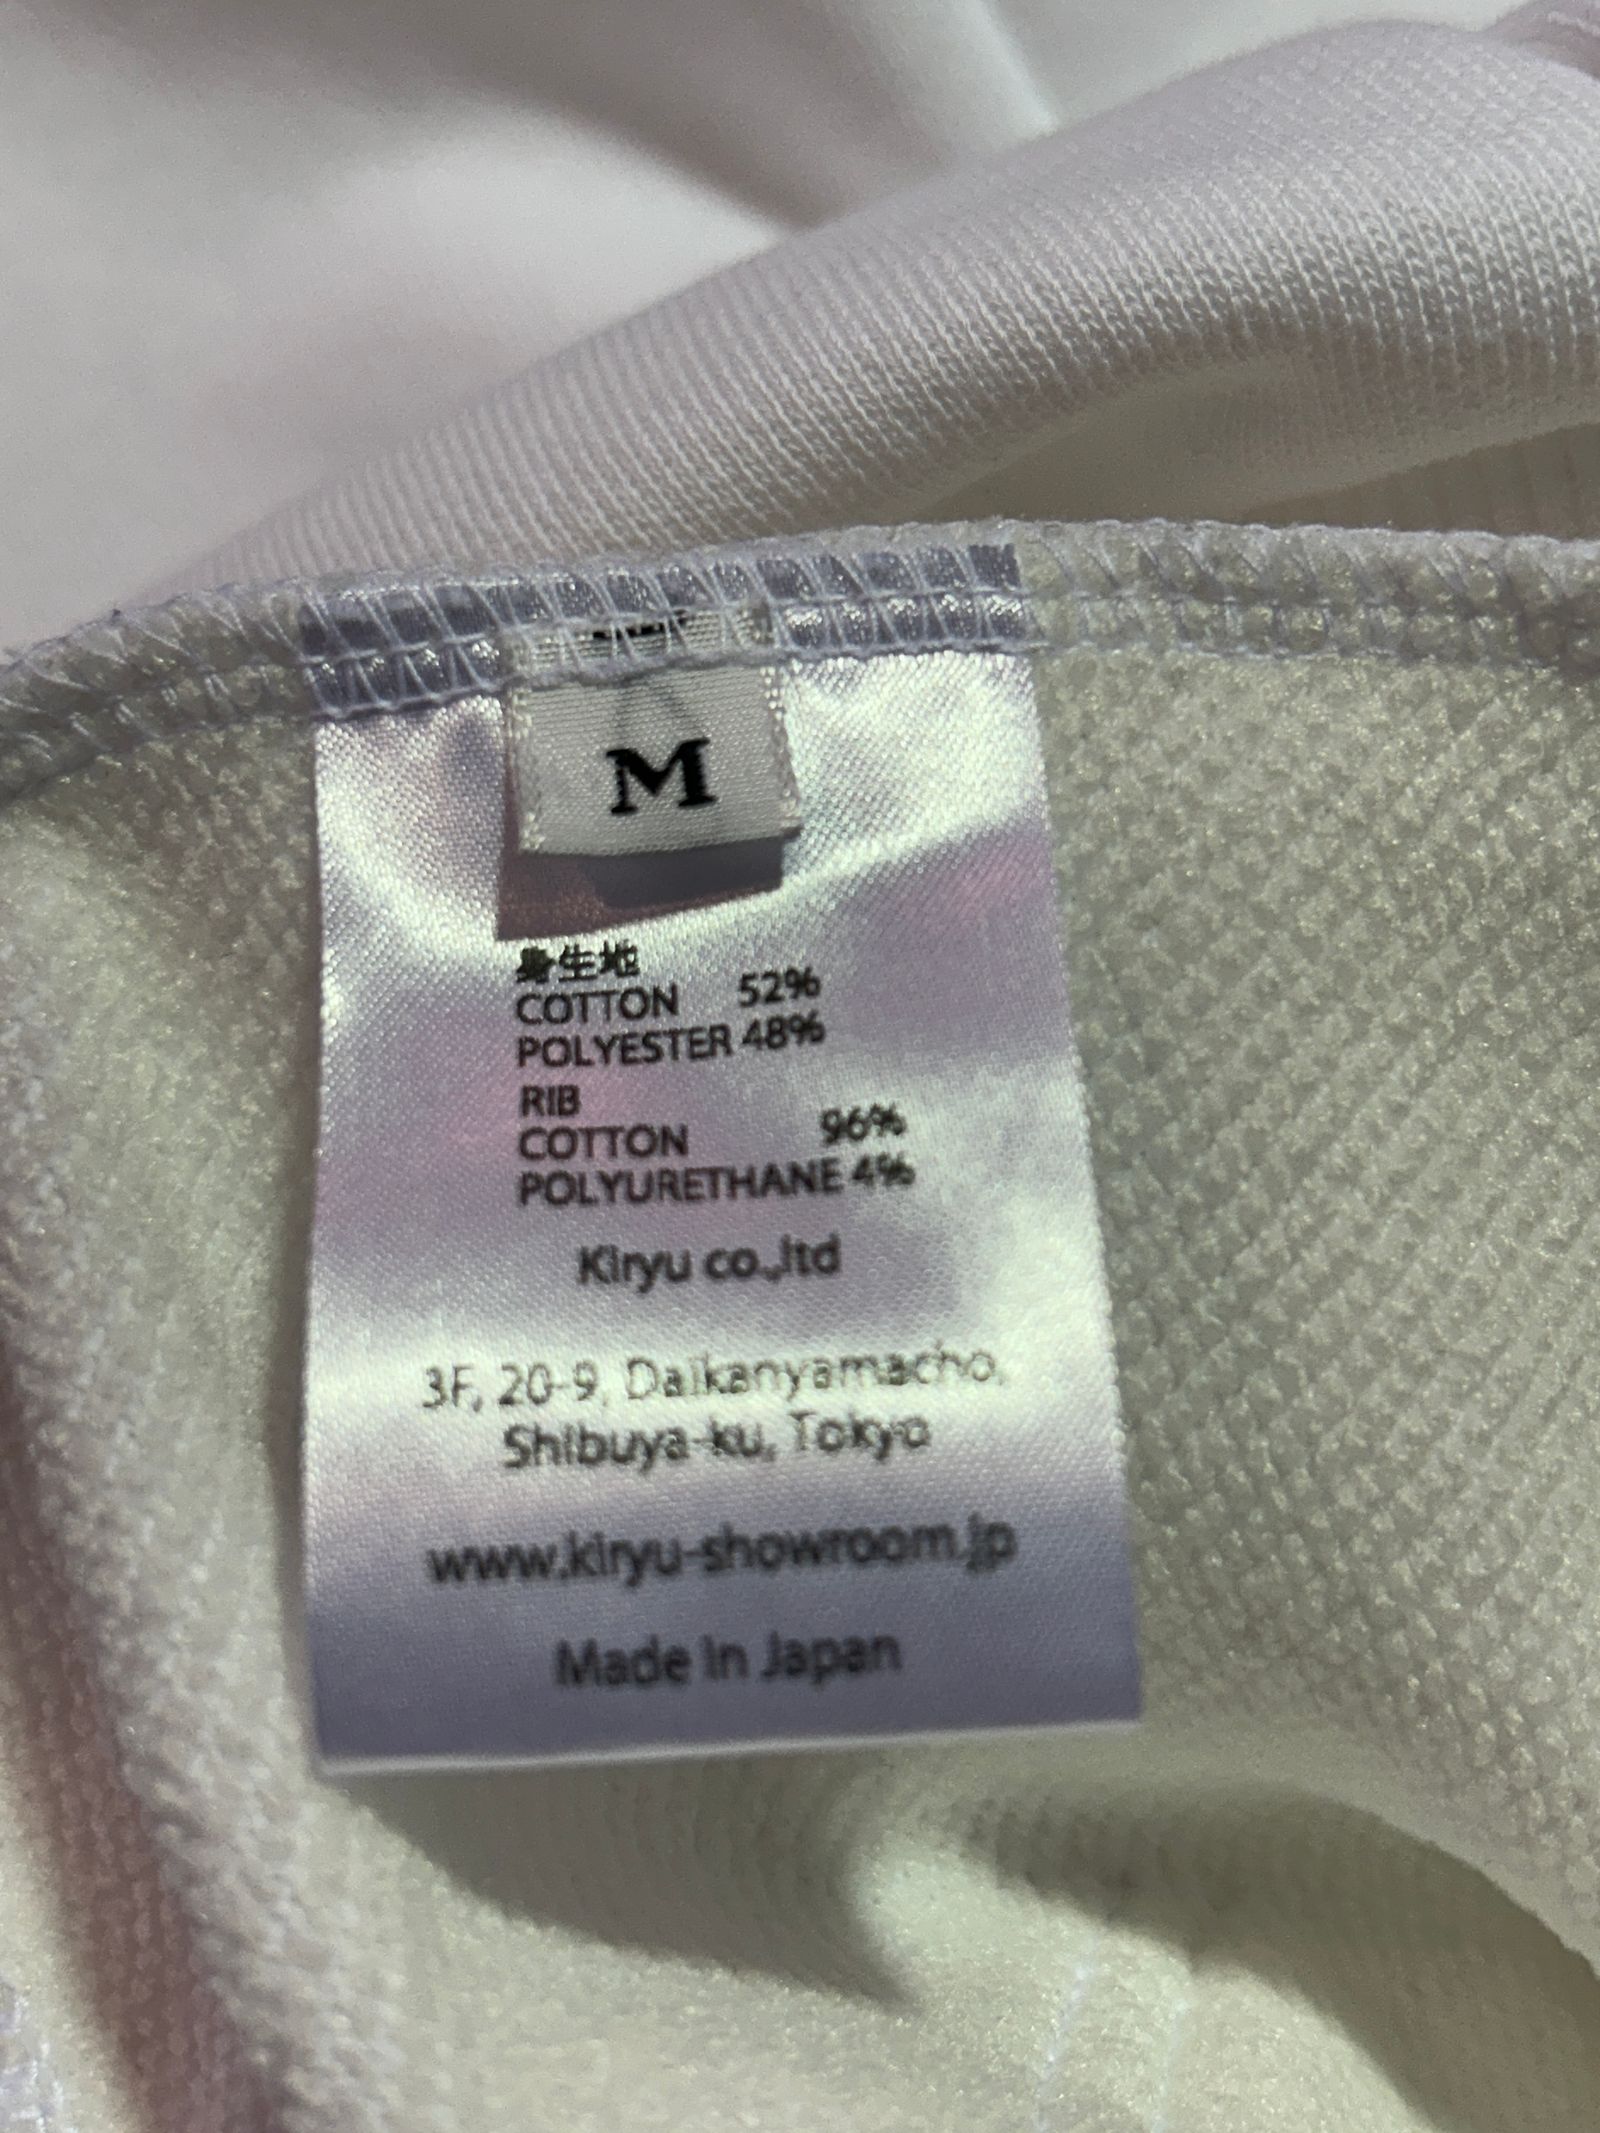 M
身生地
COTTON 52%
POLYESTER 48%
RIB
COTTON 96%
POLYURETHANE 4%
Kiryu co.,ltd
3F, 20-9, Daikanyamacho,
Shibuya-ku, Tokyo
www.kiryu-showroom.jp
Made in Japan